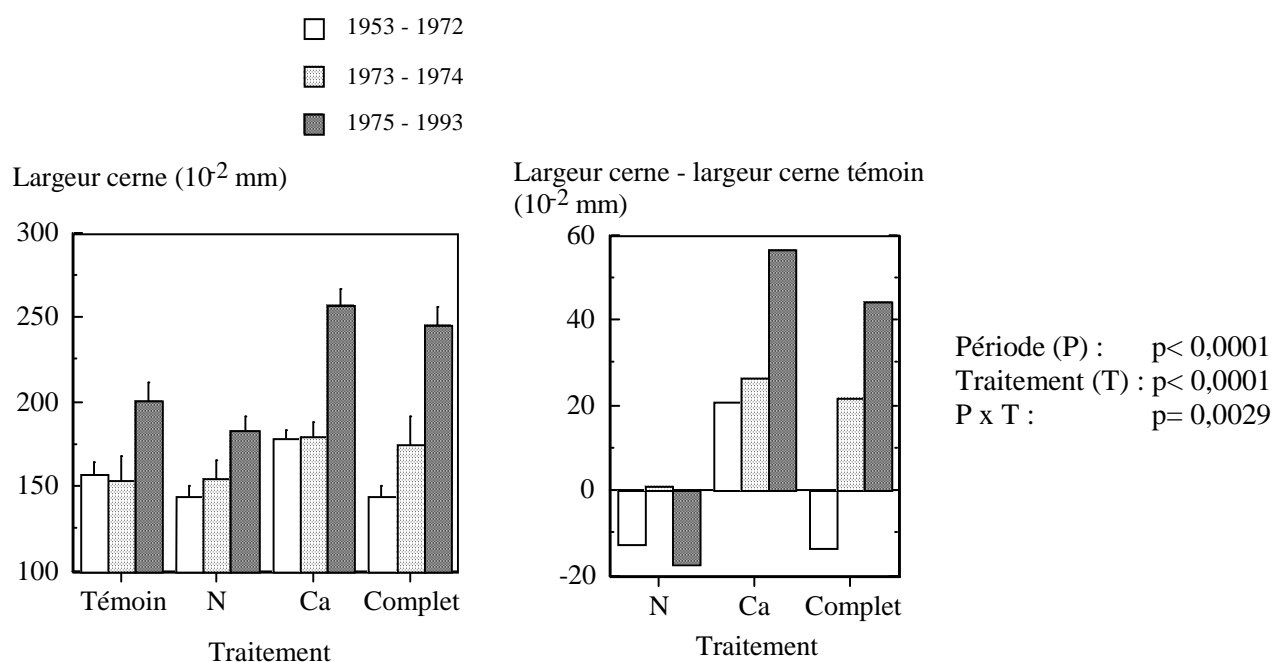 1953 - 1972
1973 - 1974
1975 - 1993
Largeur cerne (10-2 mm)
300
250
200
150
100
Témoin N Ca Complet
Traitement
Largeur cerne - largeur cerne témoin
(10-2 mm)
60
40
20
0
-20
N Ca Complet
Traitement
Période (P) : p< 0,0001
Traitement (T) : p< 0,0001
P x T : p= 0,0029